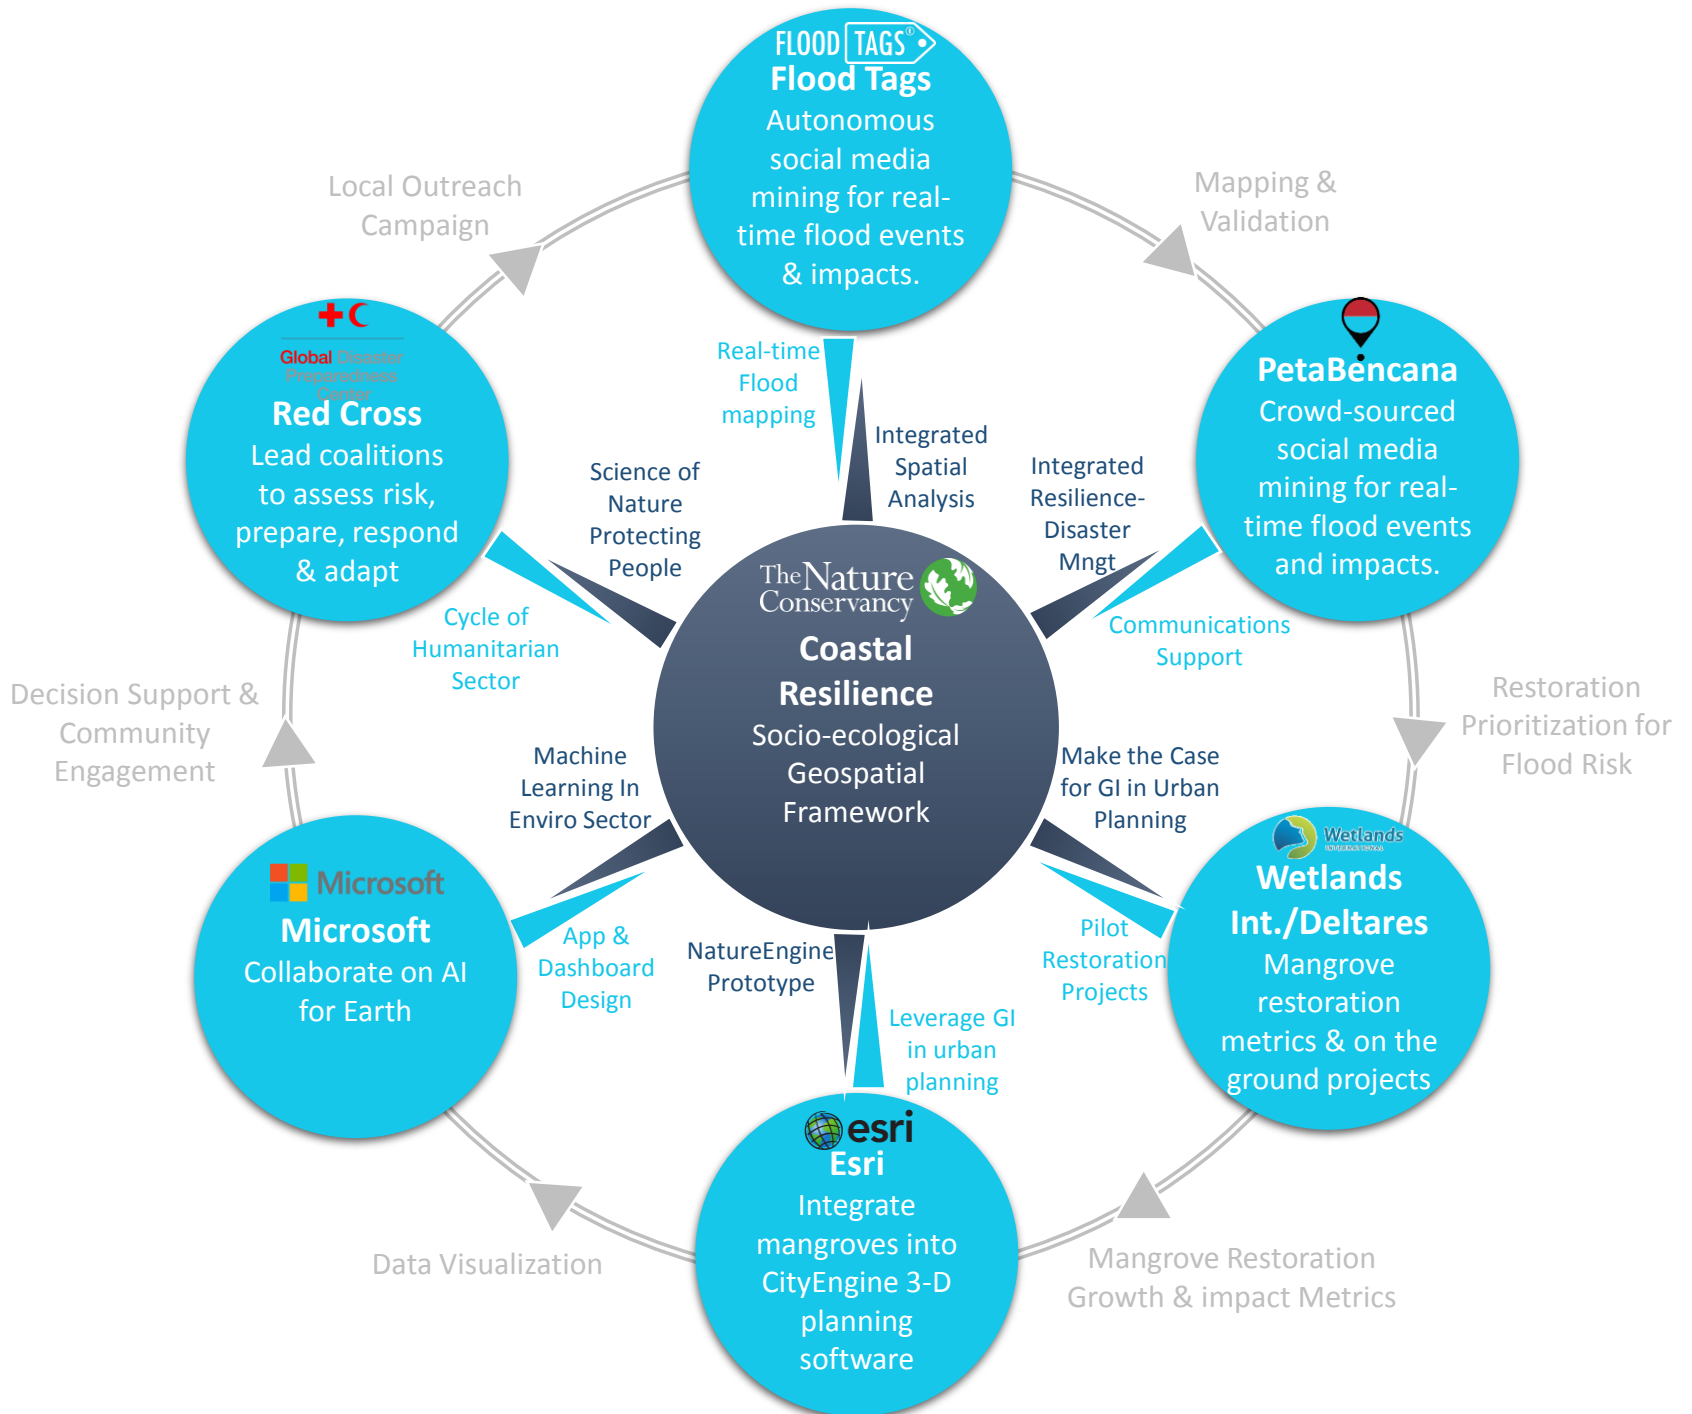 FLOOD TAGS®
Flood Tags
Autonomous
social media
mining for real-
time flood events
& impacts.
Local Outreach
Campaign
Mapping &
Validation
Global Disaster
Preparedness
Center
Red Cross
Lead coalitions
to assess risk,
prepare, respond
& adapt
PetaBencana
Crowd-sourced
social media
mining for real-
time flood events
and impacts.
Real-time
Flood
mapping
Integrated
Spatial
Analysis
Science of
Nature
Protecting
People
Integrated
Resilience-
Disaster
Mngt
Cycle of
Humanitarian
Sector
Communications
Support
The Nature
Conservancy
Coastal
Resilience
Socio-ecological
Geospatial
Framework
Decision Support &
Community
Engagement
Restoration
Prioritization for
Flood Risk
Machine
Learning In
Enviro Sector
Make the Case
for GI in Urban
Planning
Microsoft
Microsoft
Collaborate on AI
for Earth
App &
Dashboard
Design
NatureEngine
Prototype
Leverage GI
in urban
planning
Pilot
Restoration
Projects
Wetlands
INTERNATIONAL
Wetlands
Int./Deltares
Mangrove
restoration
metrics & on the
ground projects
esri
Esri
Integrate
mangroves into
CityEngine 3-D
planning
software
Data Visualization
Mangrove Restoration
Growth & impact Metrics